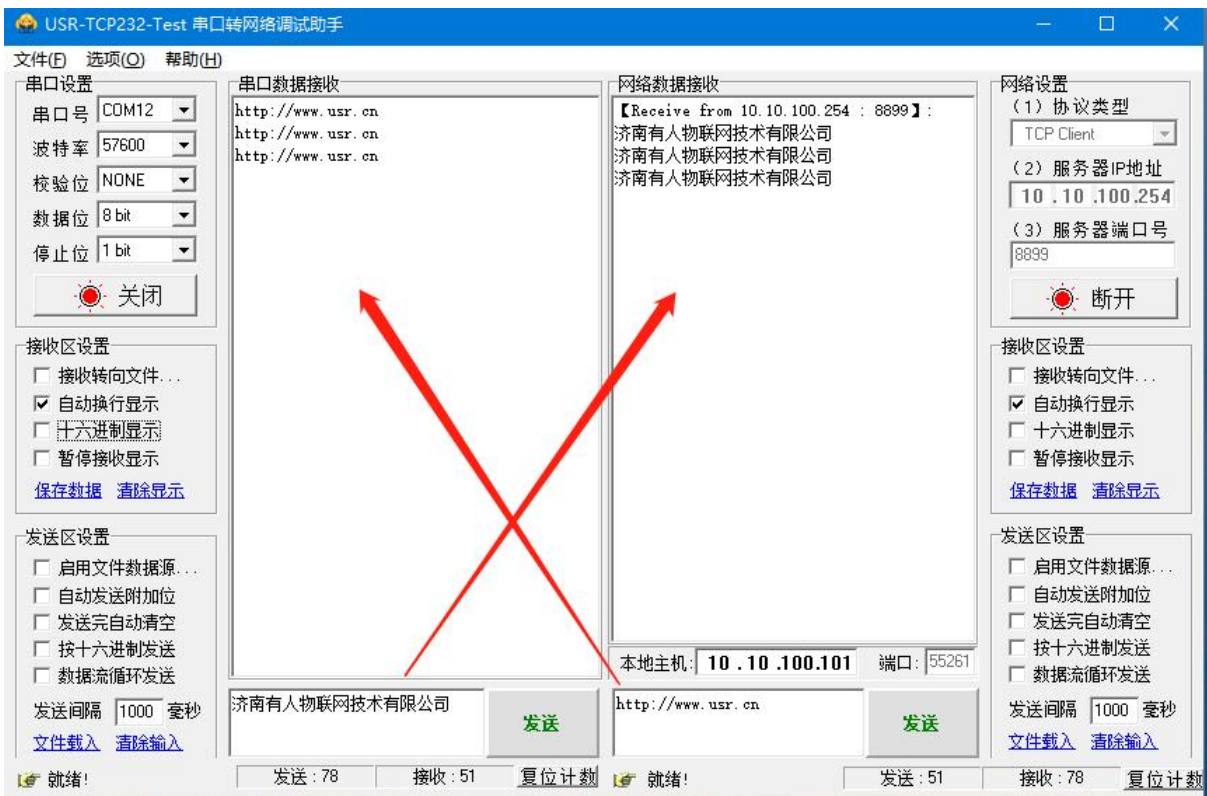 USR-TCP232-Test 串口转网络调试助手
文件(F) 选项(O) 帮助(H)
串口设置
串口号 COM12
波特率 57600
校验位 NONE
数据位 8 bit
停止位 1 bit
关闭
接收区设置
接收转向文件...
自动换行显示
十六进制显示
暂停接收显示
保存数据 清除显示
发送区设置
启用文件数据源...
自动发送附加位
发送完自动清空
按十六进制发送
数据流循环发送
发送间隔 1000 毫秒
文件载入 清除输入
就绪!
串口数据接收
http://www.usr.cn
http://www.usr.cn
http://www.usr.cn
济南有人物联网技术有限公司
发送
发送 : 78 接收 : 51 复位计数
网络数据接收
【Receive from 10.10.100.254 : 8899】:
济南有人物联网技术有限公司
济南有人物联网技术有限公司
济南有人物联网技术有限公司
本地主机: 10 .10 .100.101 端口: 55261
http://www.usr.cn
发送
就绪!
发送 : 51 接收 : 78 复位计数
网络设置
(1) 协议类型
TCP Client
(2) 服务器IP地址
10 .10 .100.254
(3) 服务器端口号
8899
断开
接收区设置
接收转向文件...
自动换行显示
十六进制显示
暂停接收显示
保存数据 清除显示
发送区设置
启用文件数据源...
自动发送附加位
发送完自动清空
按十六进制发送
数据流循环发送
发送间隔 1000 毫秒
文件载入 清除输入